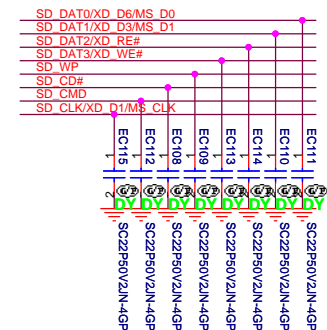 SD_DAT0/XD_D6/MS_D0
SD_DAT1/XD_D3/MS_D1
SD_DAT2/XD_RE#
SD_DAT3/XD_WE#
SD_WP
SD_CD#
SD_CMD
SD_CLK/XD_D1/MS_CLK
EC115
EC112
EC108
EC109
EC113
EC114
EC110
EC111
1 1 1 1 1 1 1 1
2 2 2 2 2 2 2 2
DY DY DY DY DY DY DY DY
SC22P50V2JN-4GP
SC22P50V2JN-4GP
SC22P50V2JN-4GP
SC22P50V2JN-4GP
SC22P50V2JN-4GP
SC22P50V2JN-4GP
SC22P50V2JN-4GP
SC22P50V2JN-4GP